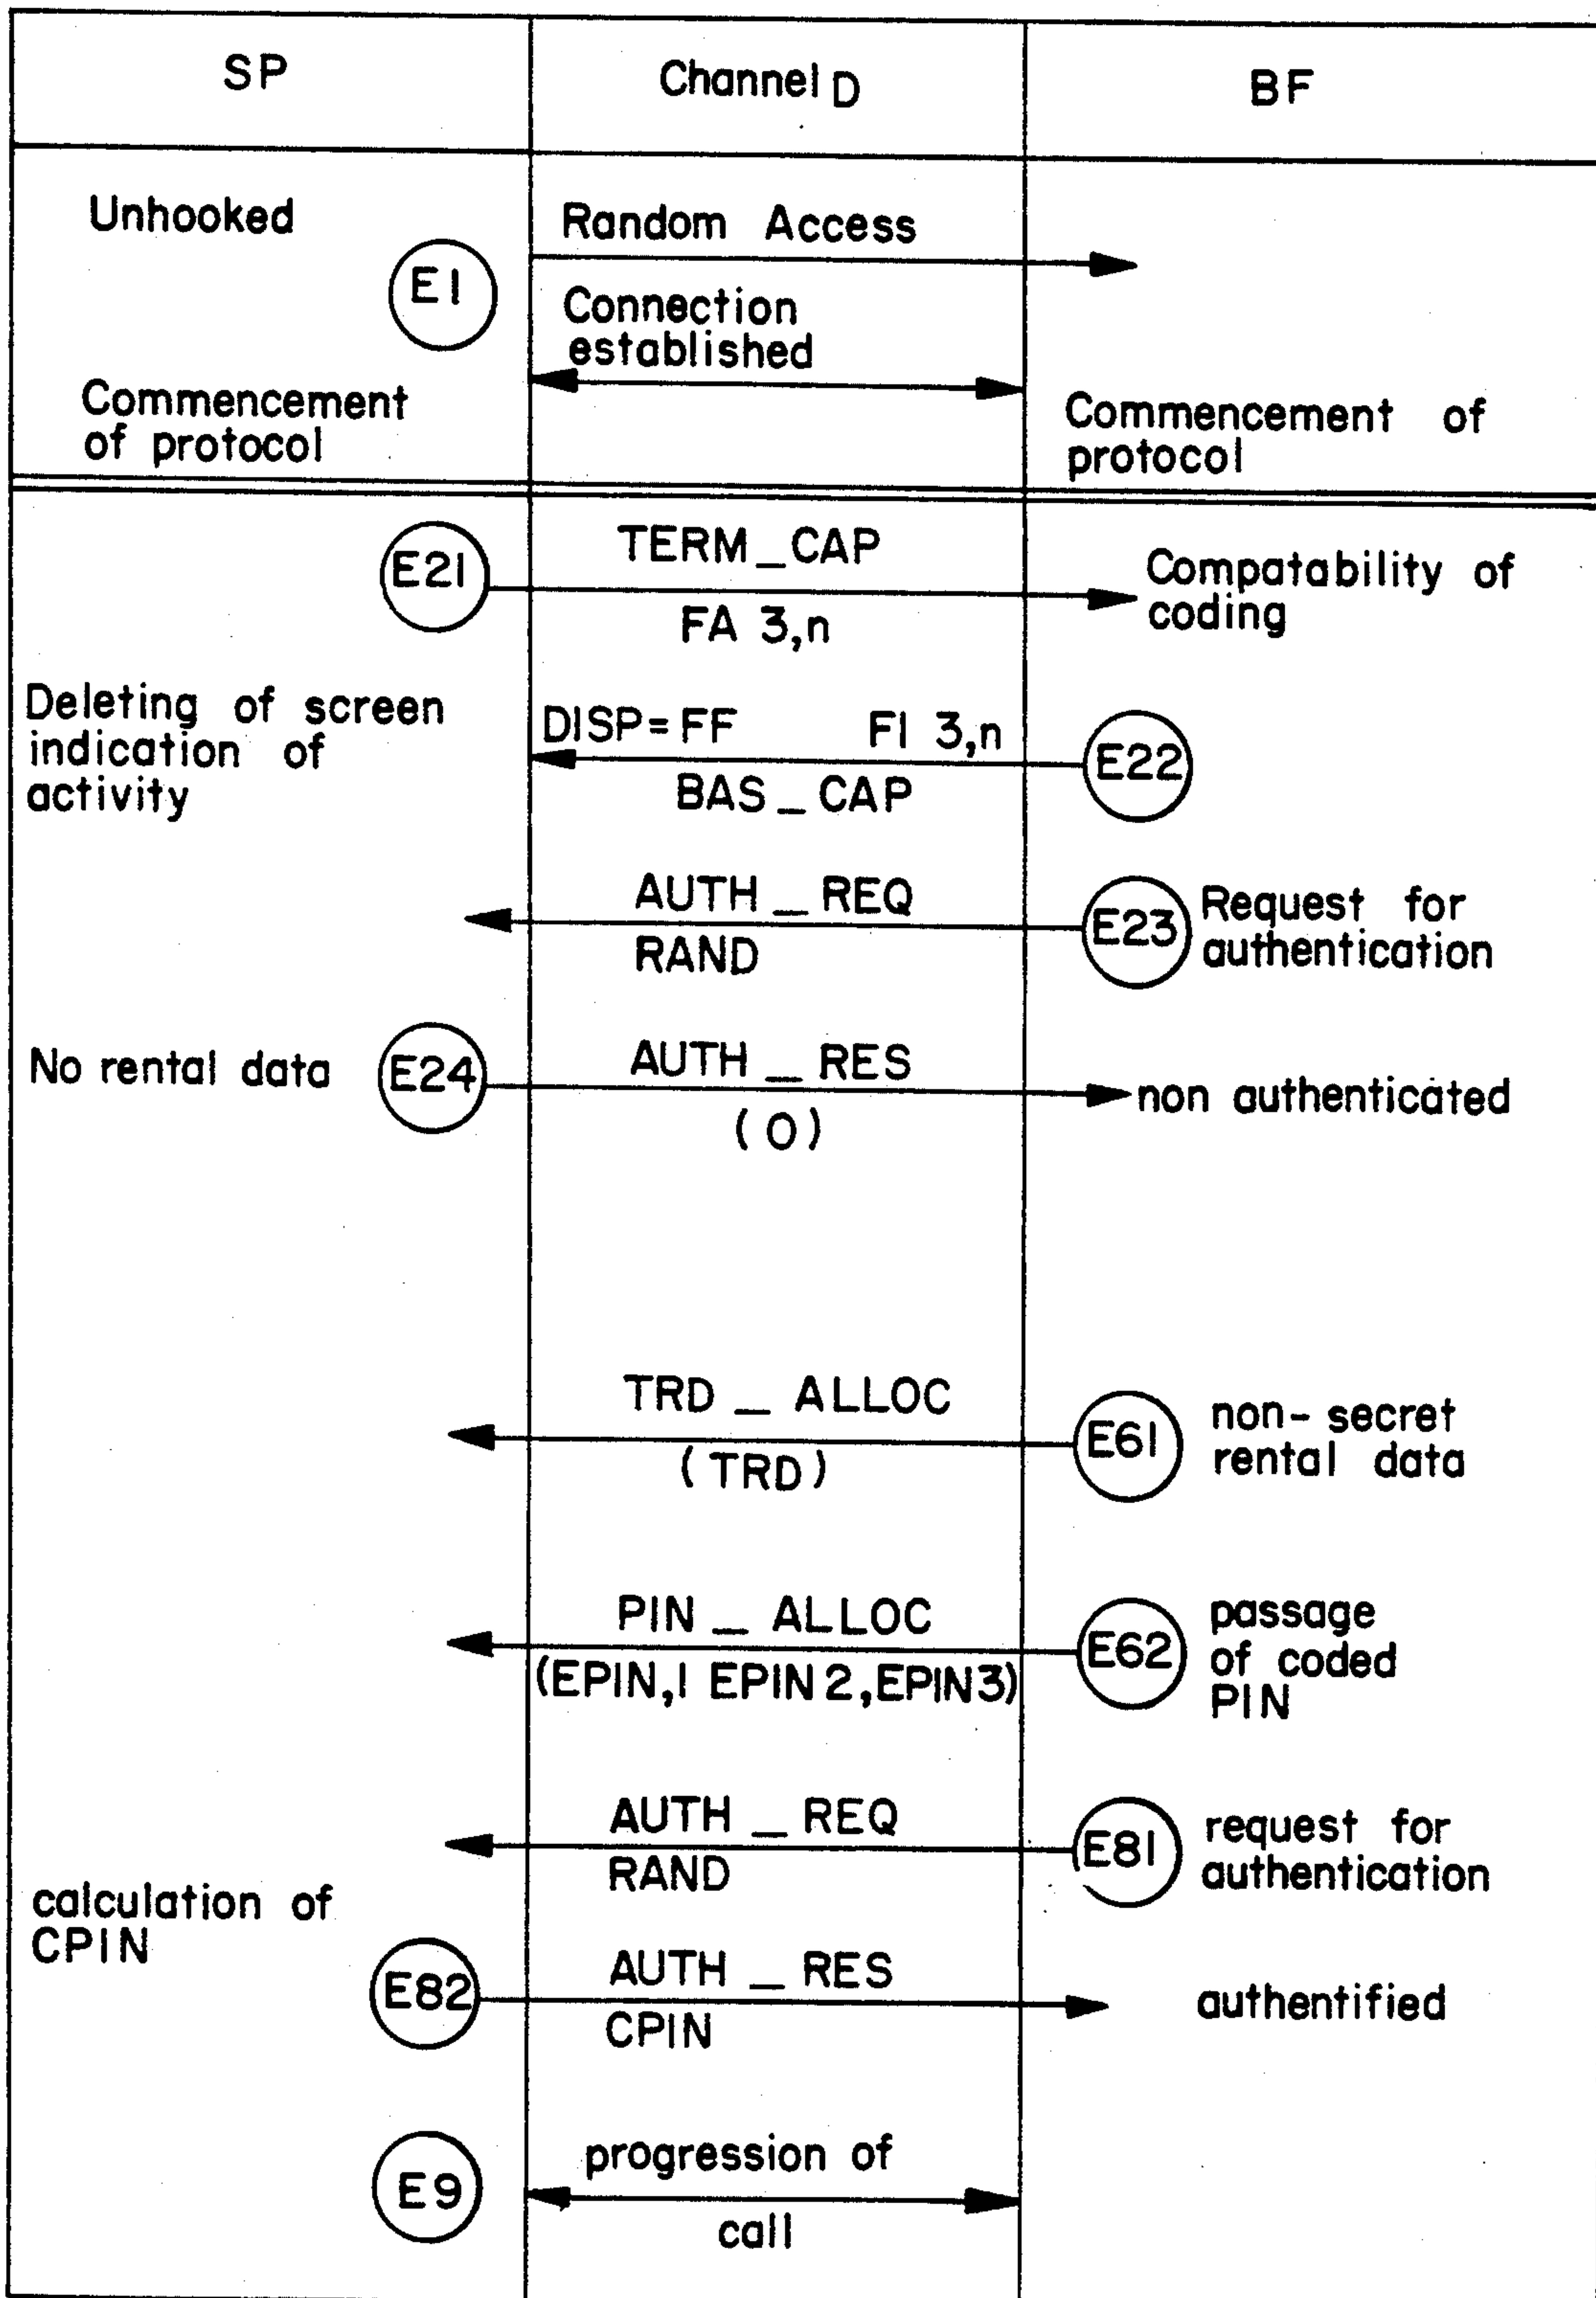 SP
Channel D
BF
Unhooked
Random Access
E1
Connection
established
Commencement
of protocol
Commencement of
protocol
E21
TERM_CAP
FA 3,n
Compatability of
coding
Deleting of screen
indication of
activity
DISP=FF FI 3,n
BAS_CAP
E22
AUTH_REQ
RAND
E23
Request for
authentication
No rental data
E24
AUTH_RES
(0)
non authenticated
TRD_ALLOC
(TRD)
E61
non-secret
rental data
PIN_ALLOC
(EPIN,1 EPIN2,EPIN3)
E62
passage
of coded
PIN
AUTH_REQ
RAND
E81
request for
authentication
calculation of
CPIN
E82
AUTH_RES
CPIN
authentified
E9
progression of
call